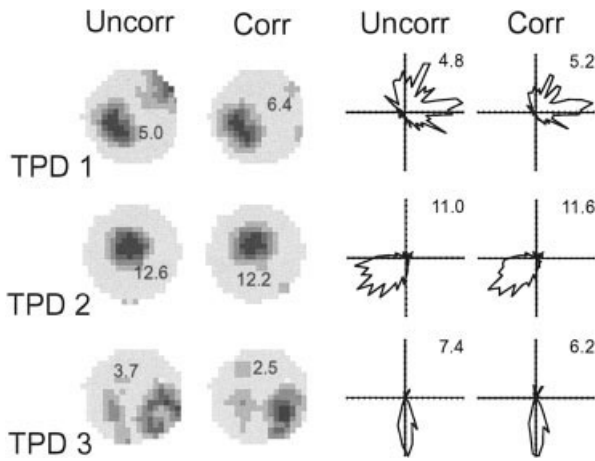 Uncorr Corr Uncorr Corr
5.0 6.4 4.8 5.2
TPD 1
12.6 12.2 11.0 11.6
TPD 2
3.7 2.5 7.4 6.2
TPD 3